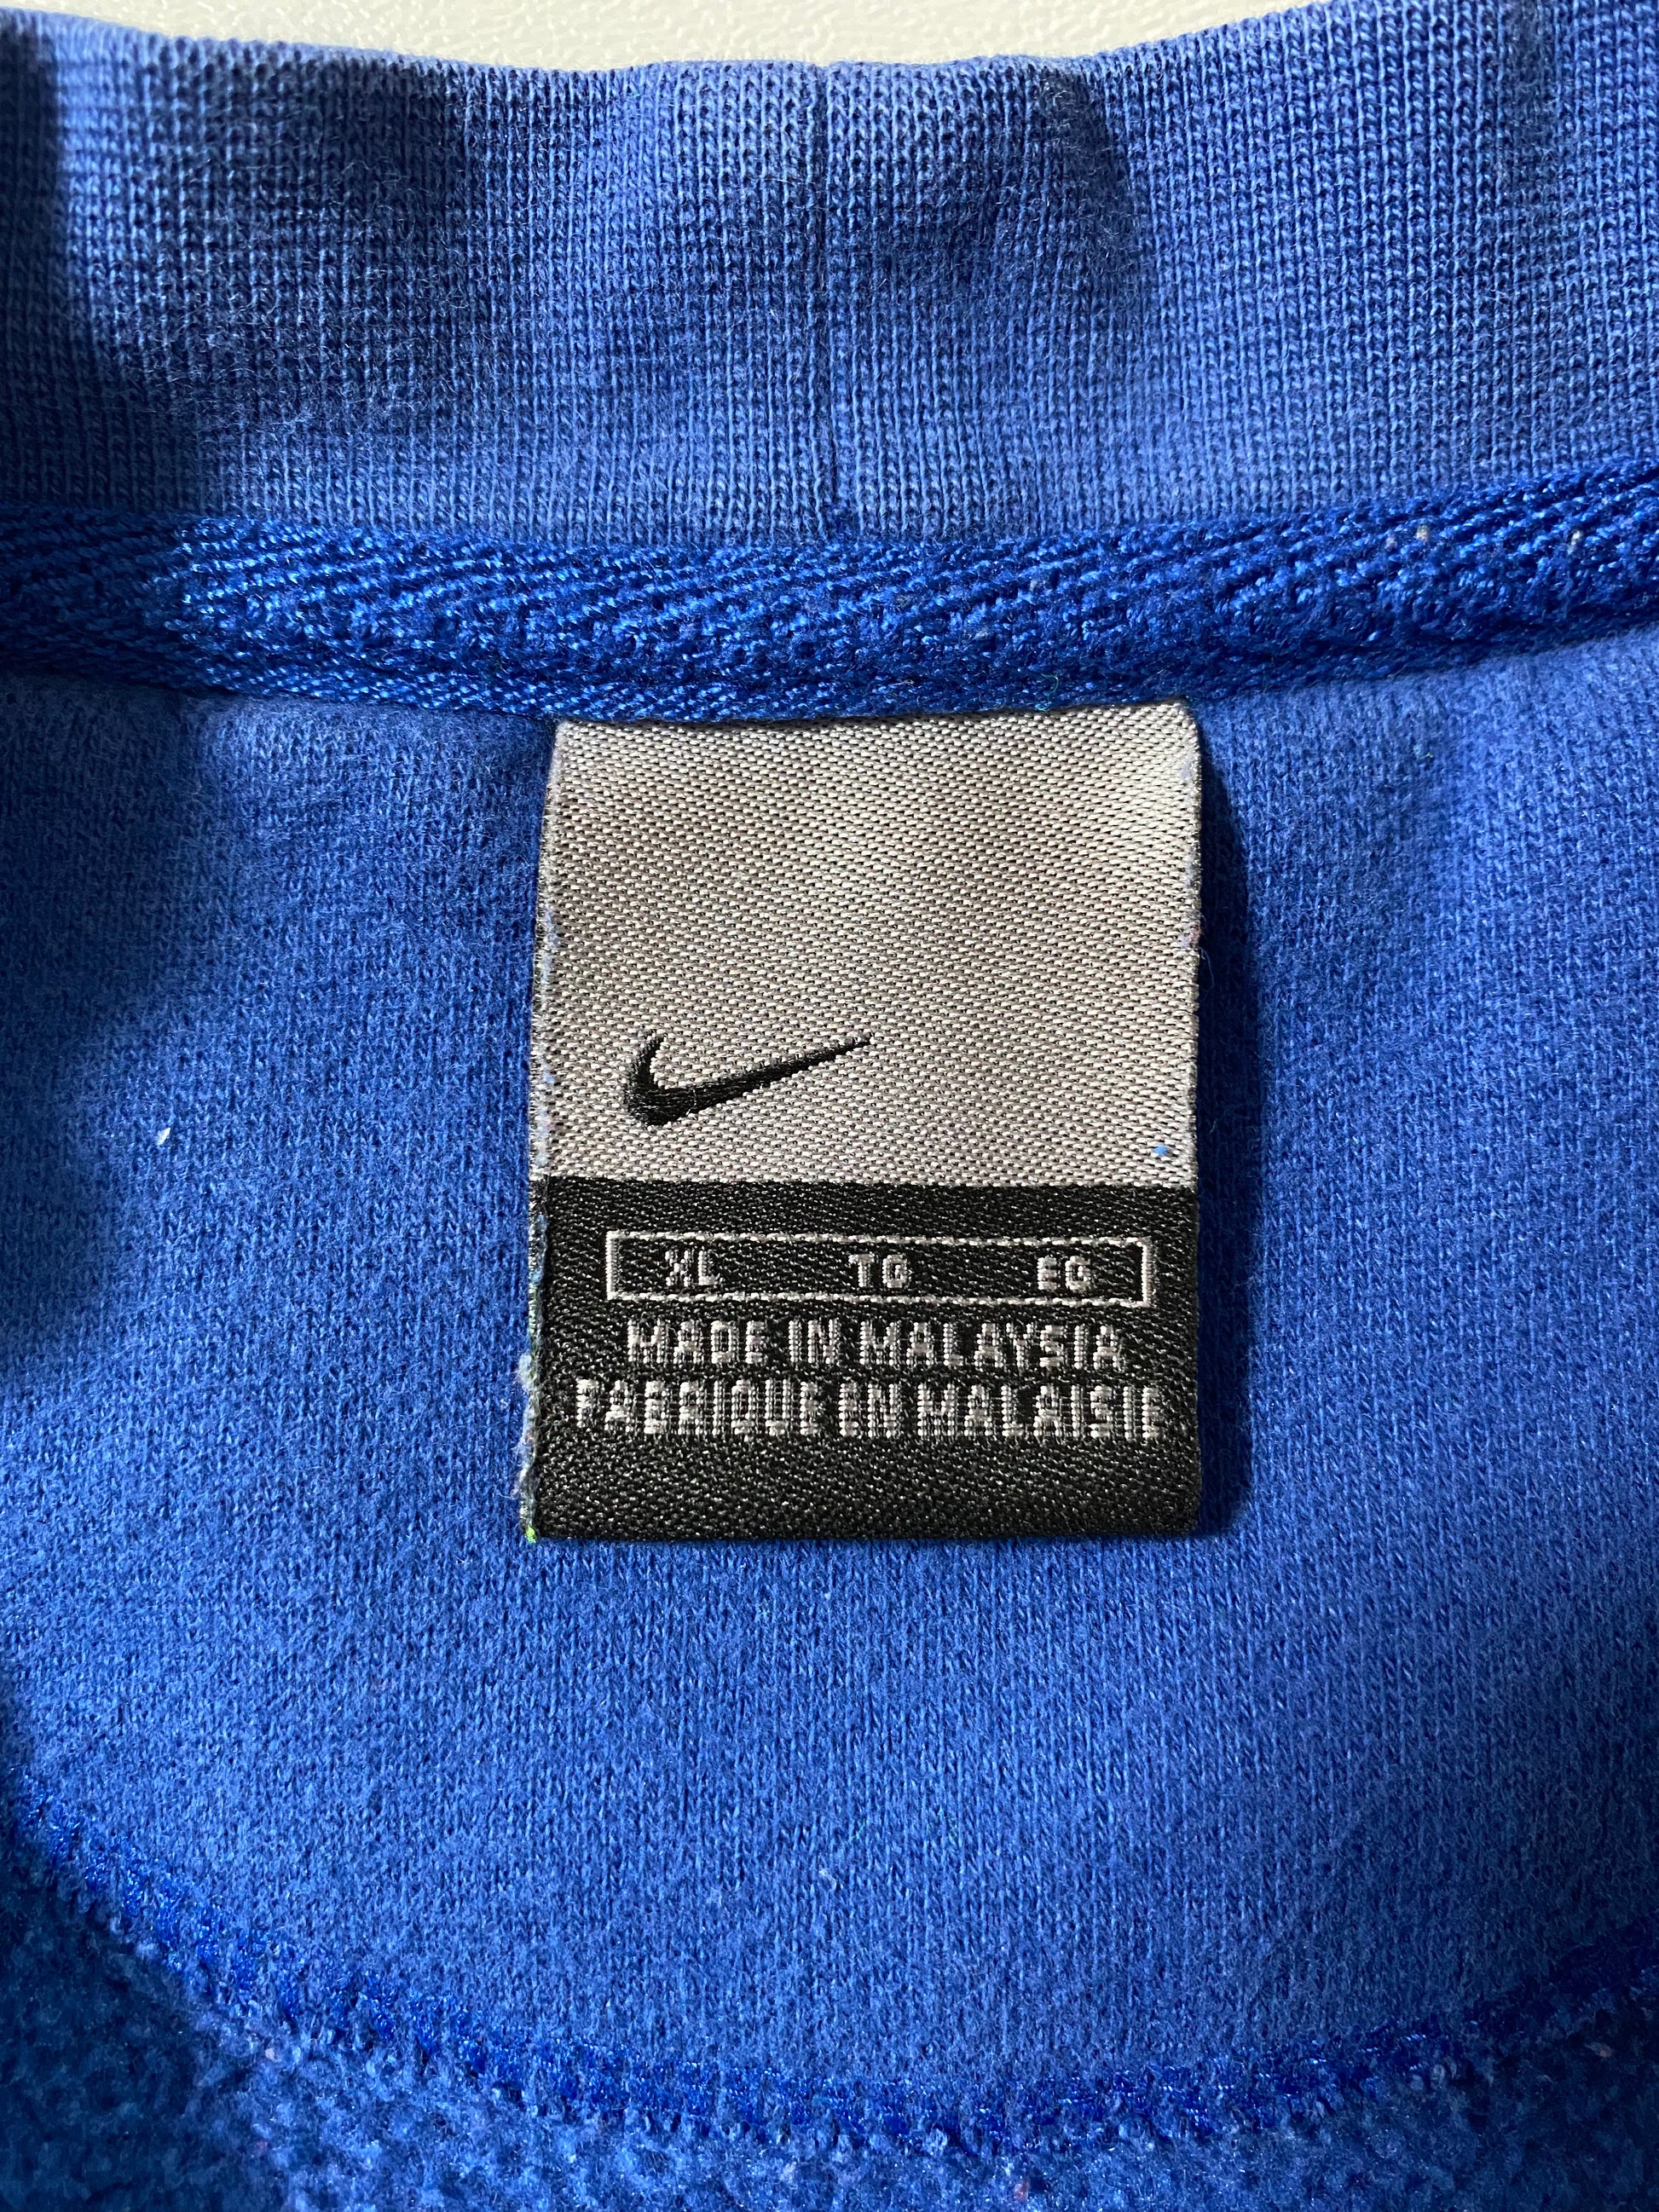 XL TG EG
MADE IN MALAYSIA
FABRIQUE EN MALAISIE